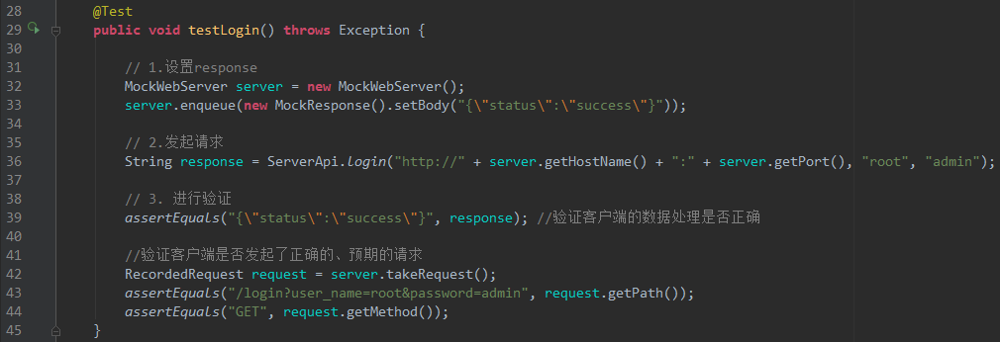 28 @Test
29 public void testLogin() throws Exception {
30
31 // 1.设置response
32 MockWebServer server = new MockWebServer();
33 server.enqueue(new MockResponse().setBody("{\"status\":\"success\"}"));
34
35 // 2.发起请求
36 String response = ServerApi.login("http://" + server.getHostName() + ":" + server.getPort(), "root", "admin");
37
38 // 3. 进行验证
39 assertEquals("{\"status\":\"success\"}", response); //验证客户端的数据处理是否正确
40
41 //验证客户端是否发起了正确的、预期的请求
42 RecordedRequest request = server.takeRequest();
43 assertEquals("/login?user_name=root&password=admin", request.getPath());
44 assertEquals("GET", request.getMethod());
45 }